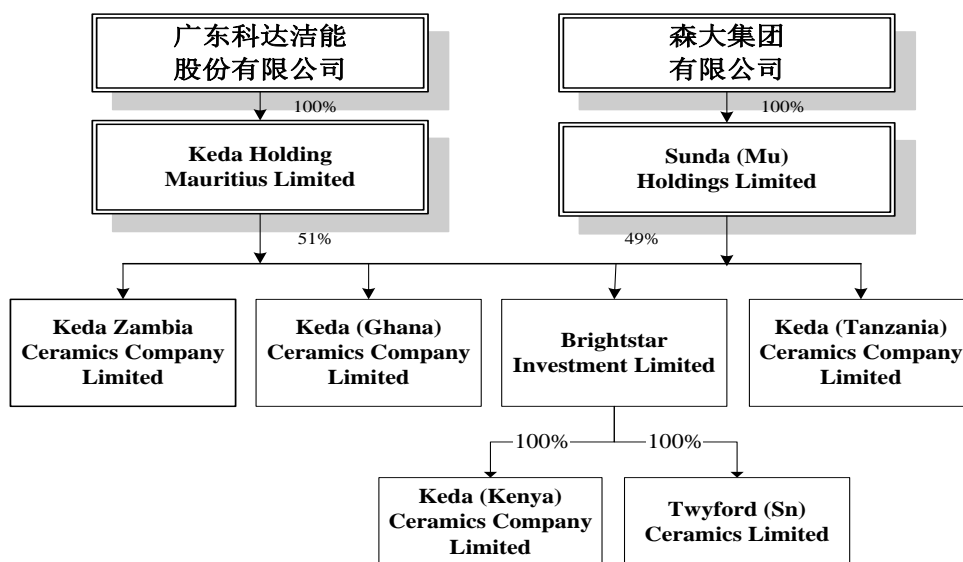 广东科达洁能
股份有限公司
森大集团
有限公司
100%
100%
Keda Holding
Mauritius Limited
Sunda (Mu)
Holdings Limited
51%
49%
Keda Zambia
Ceramics Company
Limited
Keda (Ghana)
Ceramics Company
Limited
Brightstar
Investment Limited
Keda (Tanzania)
Ceramics Company
Limited
100%
100%
Keda (Kenya)
Ceramics Company
Limited
Twyford (Sn)
Ceramics Limited